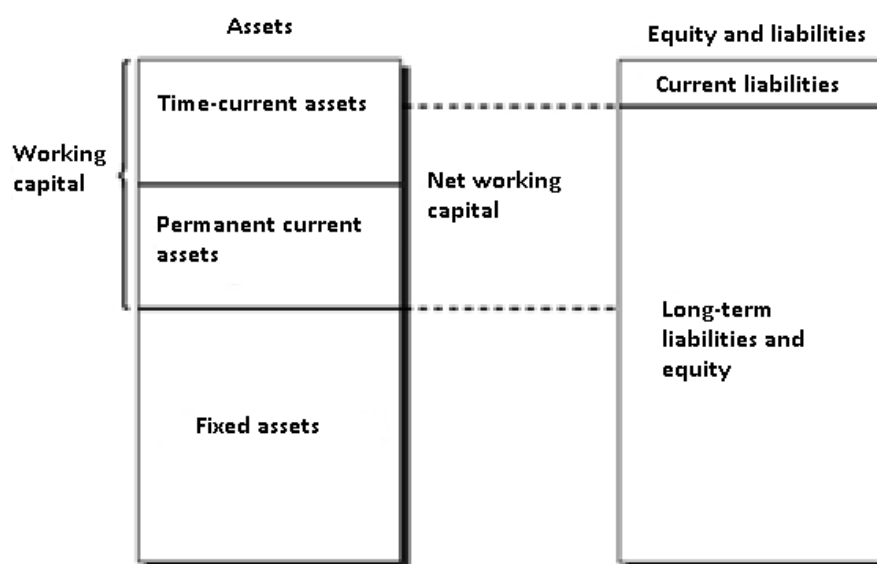 Assets
Equity and liabilities
Time-current assets
Current liabilities
Working
capital
Net working
capital
Permanent current
assets
Long-term
liabilities and
equity
Fixed assets